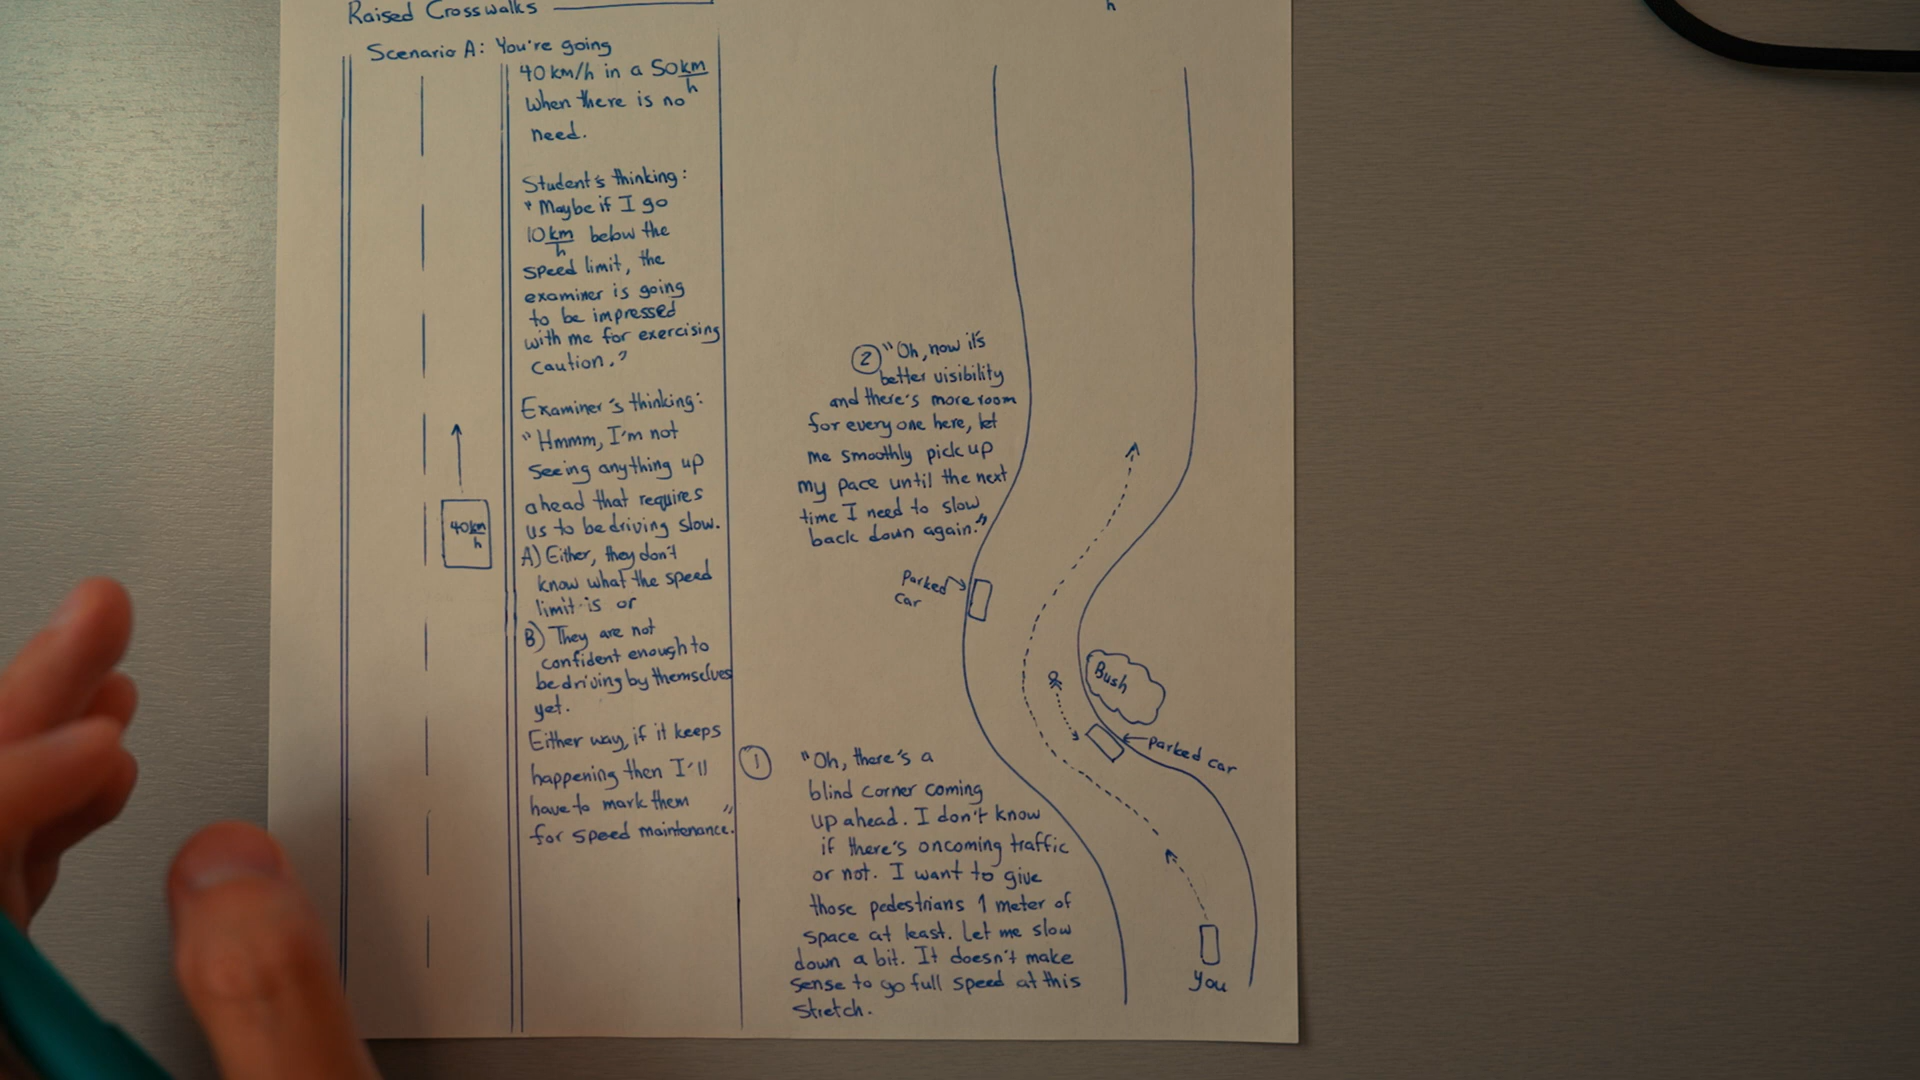 Raised Crosswalks
Scenario A: You're going
40 km/h in a 50 km/h
when there is no
need.
Student's thinking:
"Maybe if I go
10 km/h below the
speed limit, the
examiner is going
to be impressed
with me for exercising
caution."
Examiner's thinking:
"Hmmm, I'm not
seeing anything up
ahead that requires
us to be driving slow.
A) Either, they don't
know what the speed
limit is or
B) They are not
confident enough to
be driving by themselves
yet.
Either way, if it keeps
happening then I'll
have to mark them
for speed maintenance."
40 km/h
h
2 "Oh, now it's
better visibility
and there's more room
for everyone here, let
me smoothly pick up
my pace until the next
time I need to slow
back down again."
Parked
car
Bush
parked car
1 "Oh, there's a
blind corner coming
up ahead. I don't know
if there's oncoming traffic
or not. I want to give
those pedestrians 1 meter of
space at least. Let me slow
down a bit. It doesn't make
sense to go full speed at this
stretch.
You